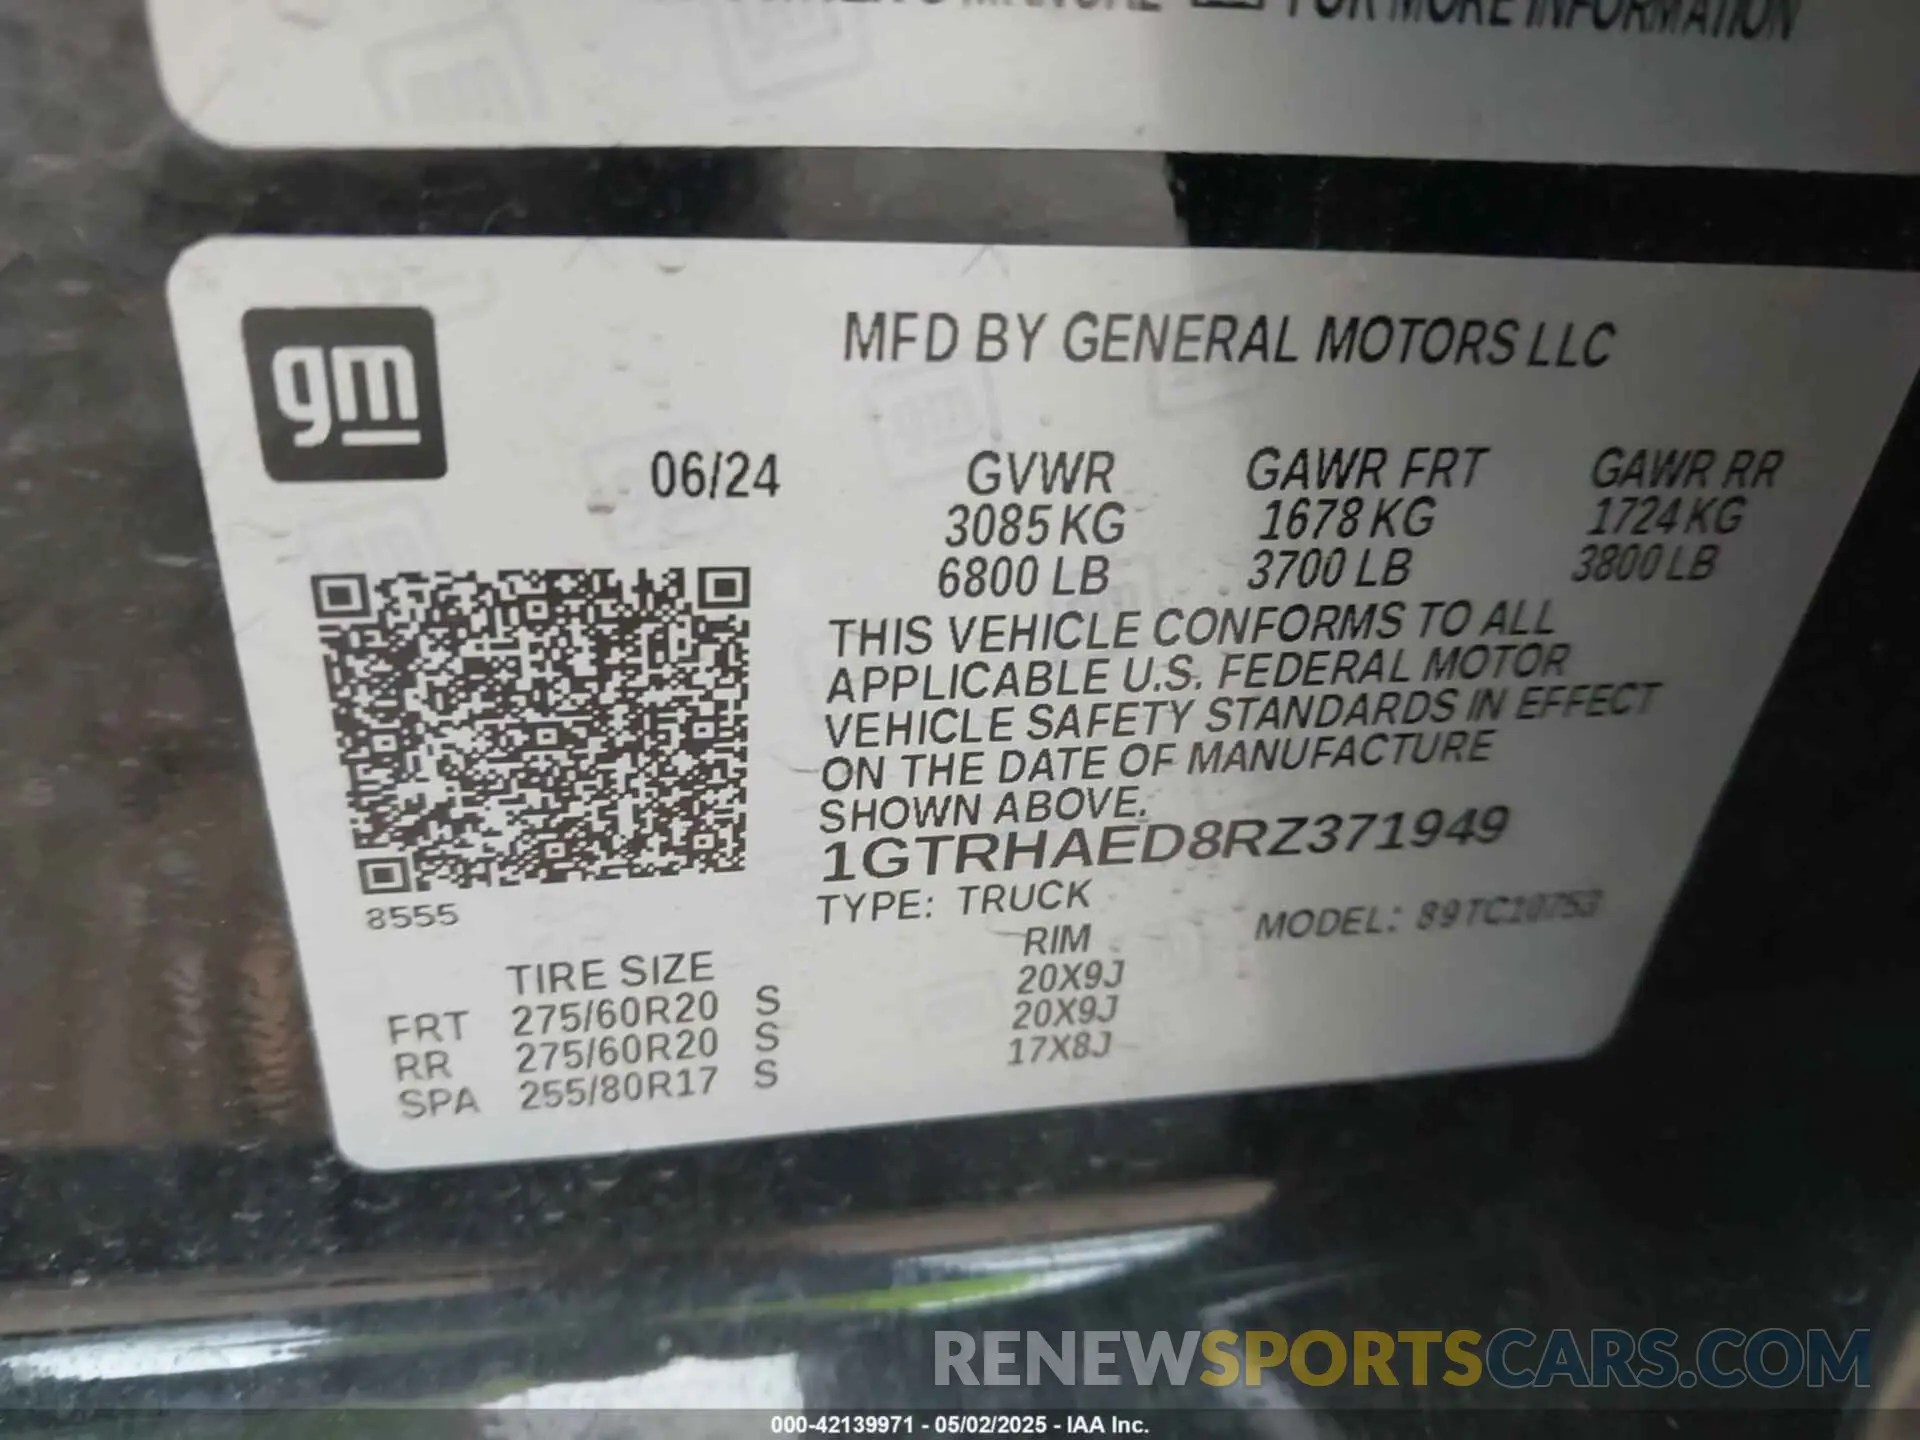 MANUAL FOR MORE INFORMATION
gm
MFD BY GENERAL MOTORS LLC
06/24 GVWR GAWR FRT GAWR RR
3085 KG 1678 KG 1724 KG
6800 LB 3700 LB 3800 LB
THIS VEHICLE CONFORMS TO ALL
APPLICABLE U.S. FEDERAL MOTOR
VEHICLE SAFETY STANDARDS IN EFFECT
ON THE DATE OF MANUFACTURE
SHOWN ABOVE.
1GTRHAED8RZ371949
8555
TYPE: TRUCK MODEL: 89TC10753
TIRE SIZE RIM
FRT 275/60R20 S 20X9J
RR 275/60R20 S 20X9J
SPA 255/80R17 S 17X8J
RENEWSPORTSCARS.COM
000-42139971 - 05/02/2025 - IAA Inc.